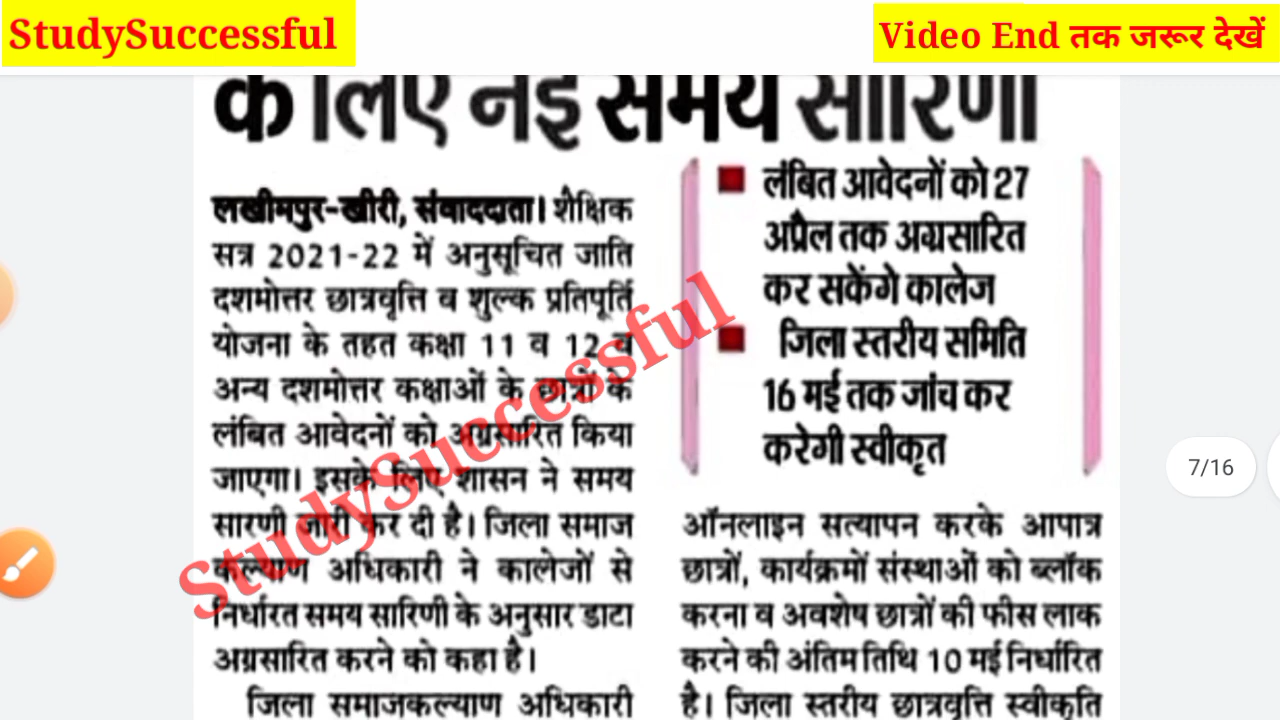 StudySuccessful
Video End तक जरूर देखें
के लिए नई समय सारिणी
लखीमपुर-खीरी, संवाददाता। शैक्षिक
सत्र 2021-22 में अनुसूचित जाति
दशमोत्तर छात्रवृत्ति व शुल्क प्रतिपूर्ति
योजना के तहत कक्षा 11 व 12 व
अन्य दशमोत्तर कक्षाओं के छात्रों के
लंबित आवेदनों को अग्रसारित किया
जाएगा। इसके लिए शासन ने समय
सारणी जारी कर दी है। जिला समाज
कल्याण अधिकारी ने कालेजों से
निर्धारत समय सारिणी के अनुसार डाटा
अग्रसारित करने को कहा है।
जिला समाजकल्याण अधिकारी
लंबित आवेदनों को 27
अप्रैल तक अग्रसारित
कर सकेंगे कालेज
जिला स्तरीय समिति
16 मई तक जांच कर
करेगी स्वीकृत
ऑनलाइन सत्यापन करके आपात्र
छात्रों, कार्यक्रमों संस्थाओं को ब्लॉक
करना व अवशेष छात्रों की फीस लाक
करने की अंतिम तिथि 10 मई निर्धारित
है। जिला स्तरीय छात्रवृत्ति स्वीकृति
StudySuccessful
7/16